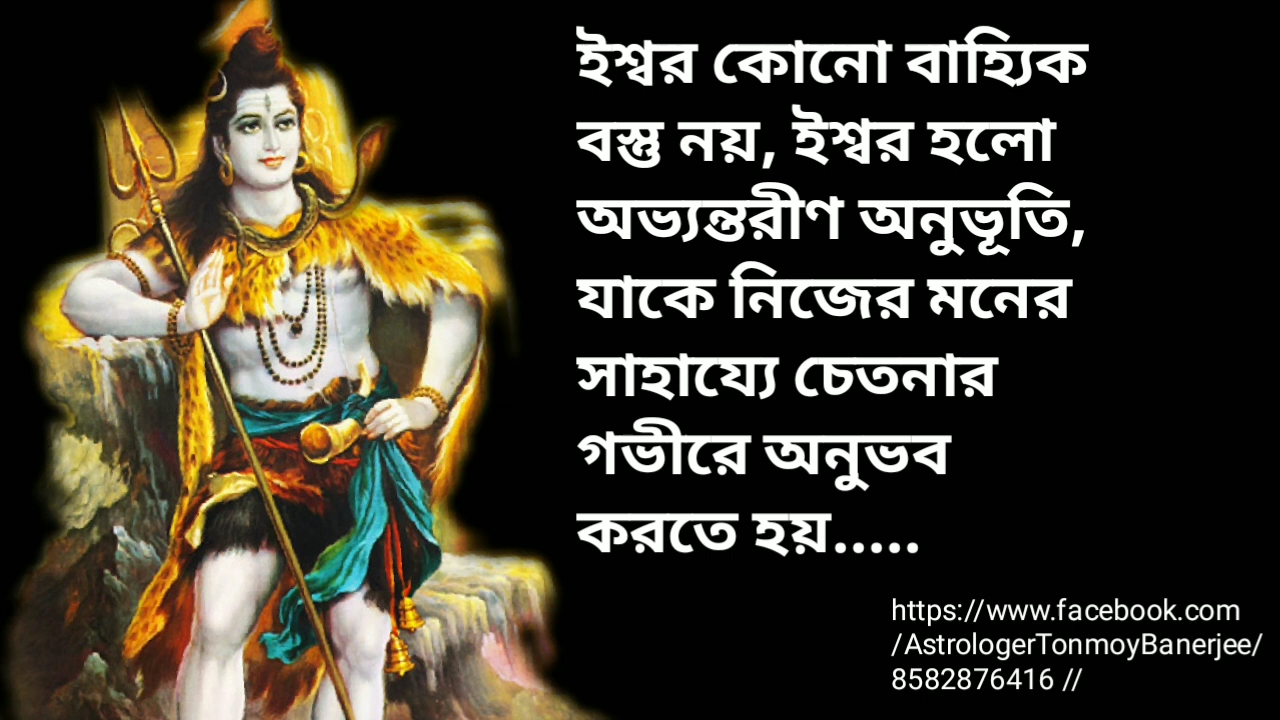 ইশ্বর কোনো বাহ্যিক
বস্তু নয়, ইশ্বর হলো
অভ্যন্তরীণ অনুভূতি,
যাকে নিজের মনের
সাহায্যে চেতনার
গভীরে অনুভব
করতে হয়.....
https://www.facebook.com
/AstrologerTonmoyBanerjee/
8582876416 //